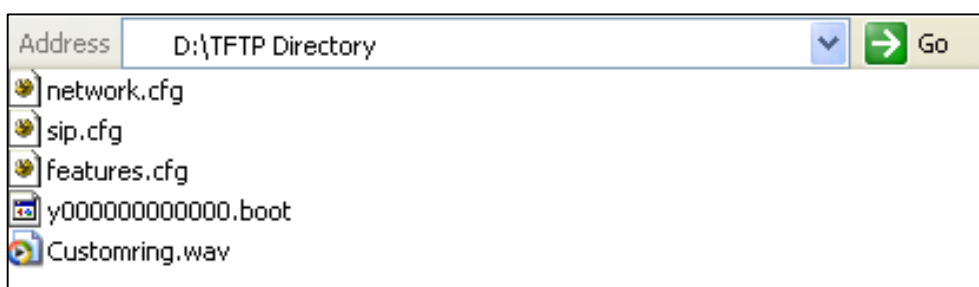 Address D:\TFTP Directory Go
network.cfg
sip.cfg
features.cfg
y000000000000.boot
Customring.wav